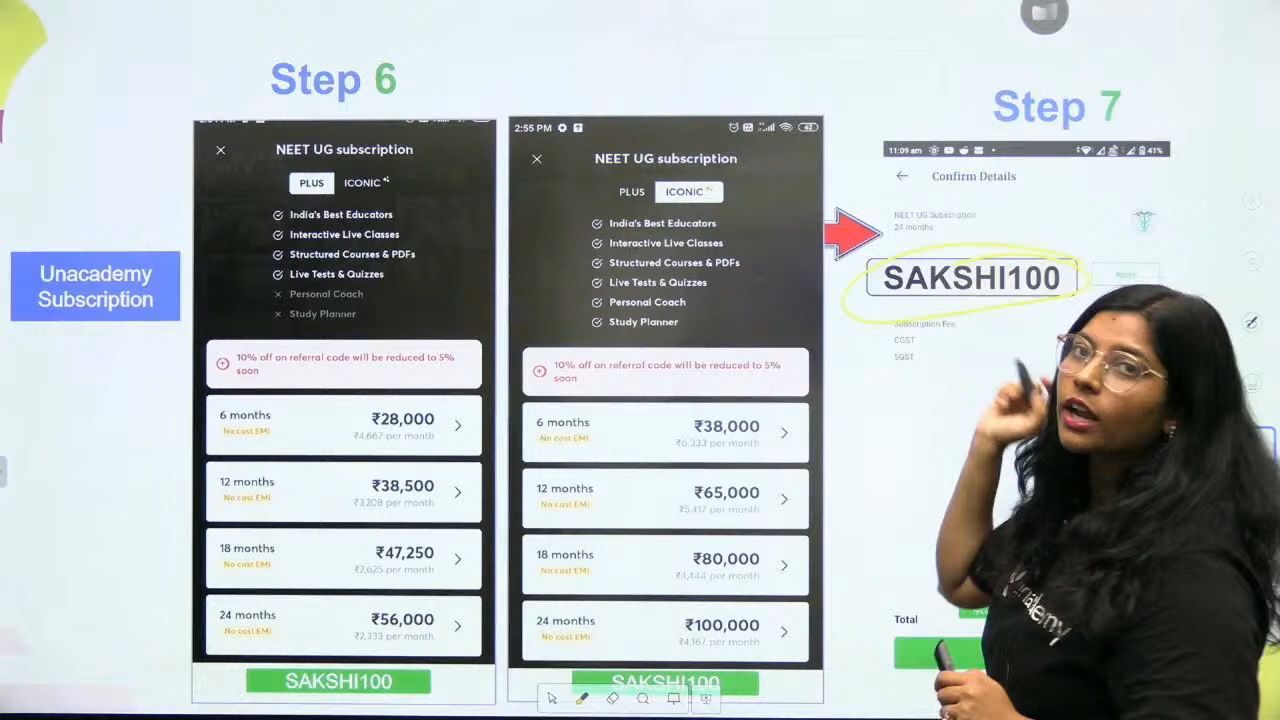 Step 6
Step 7
Unacademy
Subscription
NEET UG subscription
PLUS
ICONIC
India's Best Educators
Interactive Live Classes
Structured Courses & PDFs
Live Tests & Quizzes
Personal Coach
Study Planner
10% off on referral code will be reduced to 5%
soon
6 months
₹28,000
No cost EMI
₹4,667 per month
12 months
₹38,500
No cost EMI
₹3,208 per month
18 months
₹47,250
No cost EMI
₹2,625 per month
24 months
₹56,000
No cost EMI
₹2,333 per month
SAKSHI100
2:55 PM
62
NEET UG subscription
PLUS
ICONIC
India's Best Educators
Interactive Live Classes
Structured Courses & PDFs
Live Tests & Quizzes
Personal Coach
Study Planner
10% off on referral code will be reduced to 5%
soon
6 months
₹38,000
No cost EMI
₹6,333 per month
12 months
₹65,000
No cost EMI
₹5,417 per month
18 months
₹80,000
No cost EMI
₹4,444 per month
24 months
₹100,000
No cost EMI
₹4,167 per month
SAKSHI100
11:09 am
41%
Confirm Details
NEET UG Subscription
24 months
SAKSHI100
Subscription Fee
CGST
SGST
Total